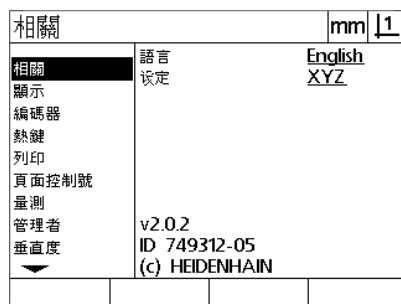 相關 mm 1
相關
顯示
編碼器
熱鍵
列印
頁面控制號
量測
管理者
垂直度
語言 English
设定 XYZ
v2.0.2
ID 749312-05
(c) HEIDENHAIN